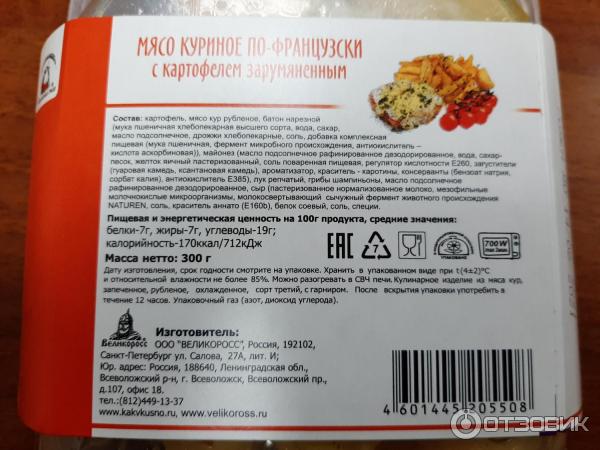 МЯСО КУРИНОЕ ПО-ФРАНЦУЗСКИ
С КАРТОФЕЛЕМ ЗАРУМЯНЕННЫМ
Состав: картофель, мясо кур рубленое, батон нарезной
(мука пшеничная хлебопекарная высшего сорта, вода, сахар,
масло подсолнечное, дрожжи хлебопекарные, соль, добавка комплексная
пищевая (мука пшеничная, фермент микробного происхождения, антиокислитель -
кислота аскорбиновая)), майонез (масло подсолнечное рафинированное дезодорированное, вода, сахар-
песок, желток яичный пастеризованный, соль поваренная пищевая, регулятор кислотности Е260, загустители
(гуаровая камедь, ксантановая камедь), ароматизатор, краситель - каротины, консерванты (бензоат натрия,
сорбат калия), антиокислитель Е385), лук репчатый, грибы шампиньоны, масло подсолнечное
рафинированное дезодорированное, сыр (пастеризованное нормализованное молоко, мезофильные
молочнокислые микроорганизмы, молокосвертывающий сычужный фермент животного происхождения
NATUREN, соль, краситель аннато (Е160b), белок соевый, соль, специи.
Пищевая и энергетическая ценность на 100г продукта, средние значения:
белки-7г, жиры-7г, углеводы-19г;
калорийность-170ккал/712кДж
Масса нетто: 300 г
EAC
7
700W
max 2мин
Дату изготовления, срок годности смотрите на упаковке. Хранить в упакованном виде при t(4±2)°С
и относительной влажности не более 85%. Можно разогревать в СВЧ печи. Кулинарное изделие из мяса кур,
запеченное, рубленое, охлажденное, сорт третий, с гарниром. После вскрытия упаковки употребить в
течение 12 часов. Упаковочный газ (азот, диоксид углерода).
Великоросс
Изготовитель:
ООО "ВЕЛИКОРОСС", Россия, 192102,
Санкт-Петербург ул. Салова, 27А, лит. И;
Юр. адрес: Россия, 188640, Ленинградская обл.,
Всеволожский р-н, г. Всеволожск, Всеволожский пр.,
д.107, офис 18.
тел.:(812)449-13-37
www.kakvkusno.ru, www.velikoross.ru
4 601445 205508
ОТЗОВИК